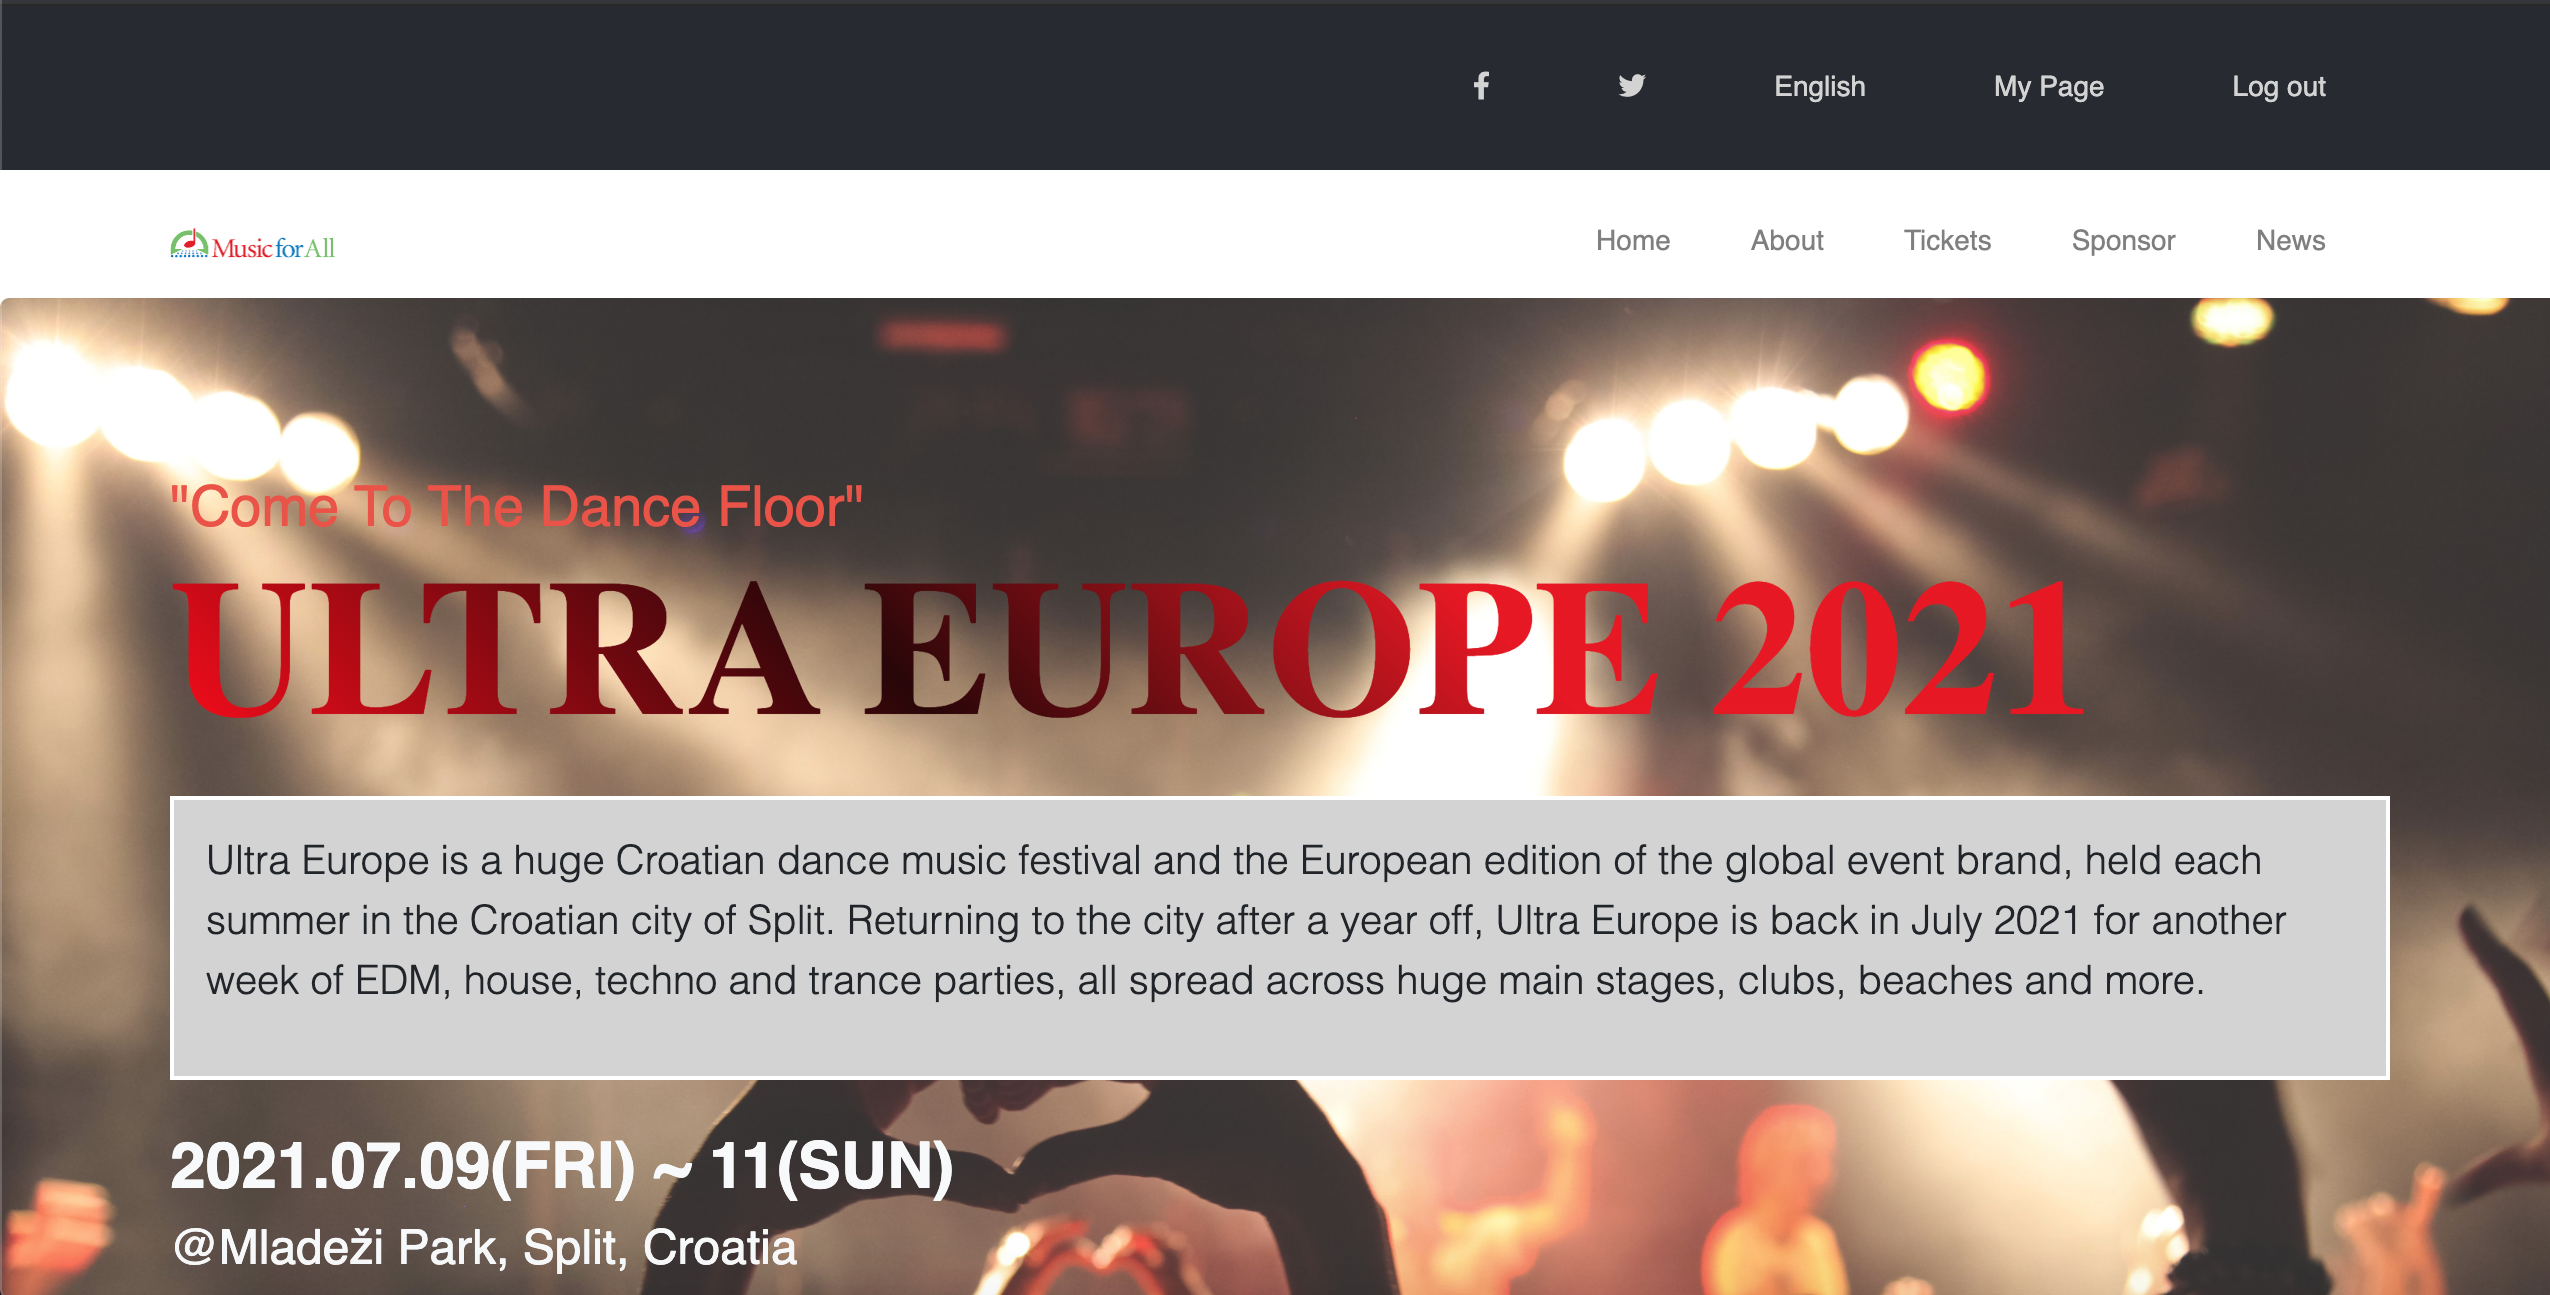 English My Page Log out
Music for All
Home About Tickets Sponsor News
"Come To The Dance Floor"
ULTRA EUROPE 2021
Ultra Europe is a huge Croatian dance music festival and the European edition of the global event brand, held each
summer in the Croatian city of Split. Returning to the city after a year off, Ultra Europe is back in July 2021 for another
week of EDM, house, techno and trance parties, all spread across huge main stages, clubs, beaches and more.
2021.07.09(FRI) ~ 11(SUN)
@Mladeži Park, Split, Croatia